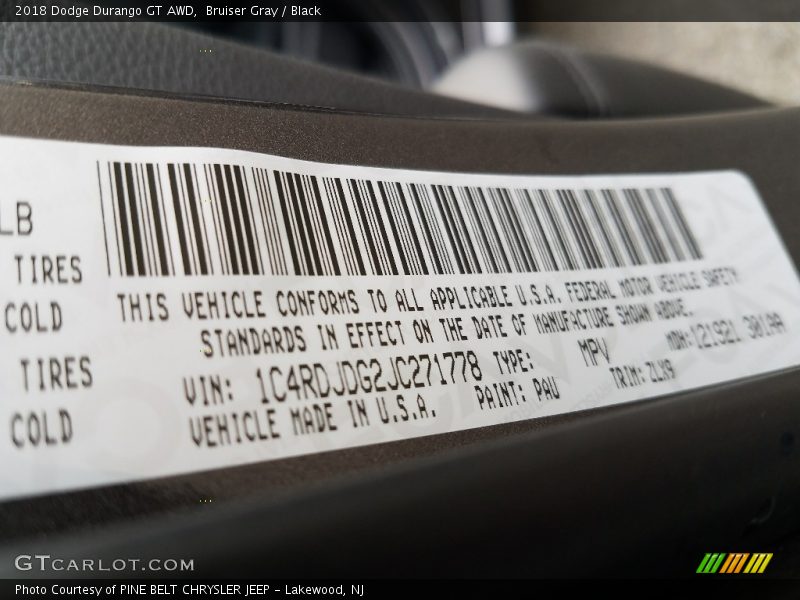 2018 Dodge Durango GT AWD,  Bruiser Gray / Black
LB
TIRES
COLD
TIRES
COLD
THIS VEHICLE CONFORMS TO ALL APPLICABLE U.S.A. FEDERAL MOTOR VEHICLE SAFETY
STANDARDS IN EFFECT ON THE DATE OF MANUFACTURE SHOWN ABOVE.
VIN: 1C4RDJDG2JC271778 TYPE: MPV MDH:
VEHICLE MADE IN U.S.A. PAINT: PAU TRIM:
GTCARLOT.COM
Photo Courtesy of PINE BELT CHRYSLER JEEP - Lakewood, NJ